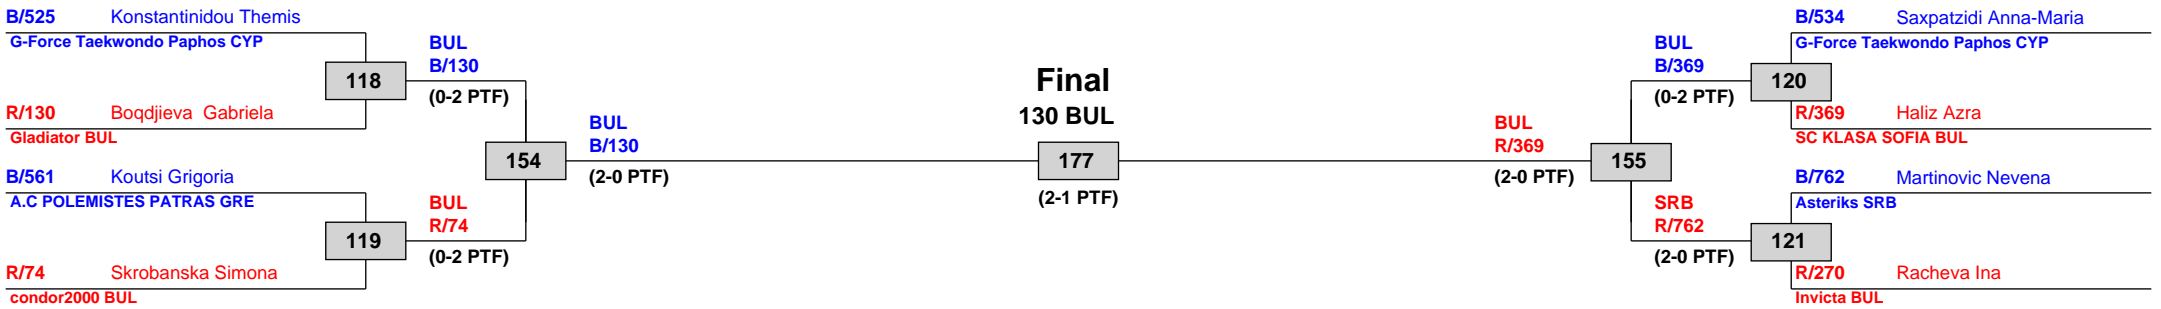 B/525 Konstantinidou Themis
G-Force Taekwondo Paphos CYP
118
R/130 Boqdjieva  Gabriela
Gladiator BUL
BUL
B/130
(0-2 PTF)
B/561 Koutsi Grigoria
A.C POLEMISTES PATRAS GRE
119
R/74 Skrobanska Simona
condor2000 BUL
BUL
R/74
(0-2 PTF)
154
BUL
B/130
(2-0 PTF)
Final
130 BUL
177
(2-1 PTF)
BUL
R/369
(2-0 PTF)
155
BUL
B/369
(0-2 PTF)
SRB
R/762
(2-0 PTF)
B/534 Saxpatzidi Anna-Maria
G-Force Taekwondo Paphos CYP
120
R/369 Haliz Azra
SC KLASA SOFIA BUL
B/762 Martinovic Nevena
Asteriks SRB
121
R/270 Racheva Ina
Invicta BUL